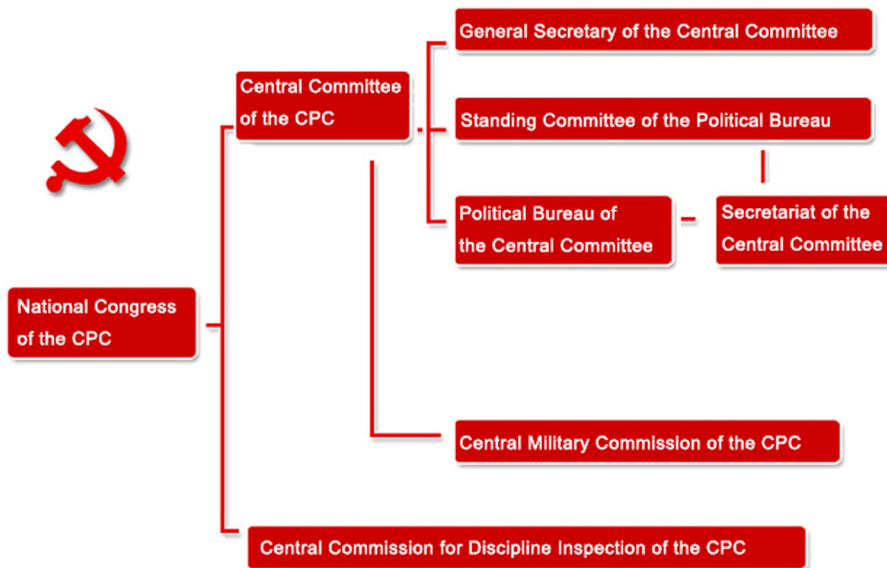 General Secretary of the Central Committee
Central Committee
of the CPC
Standing Committee of the Political Bureau
Political Bureau of
the Central Committee
Secretariat of the
Central Committee
National Congress
of the CPC
Central Military Commission of the CPC
Central Commission for Discipline Inspection of the CPC